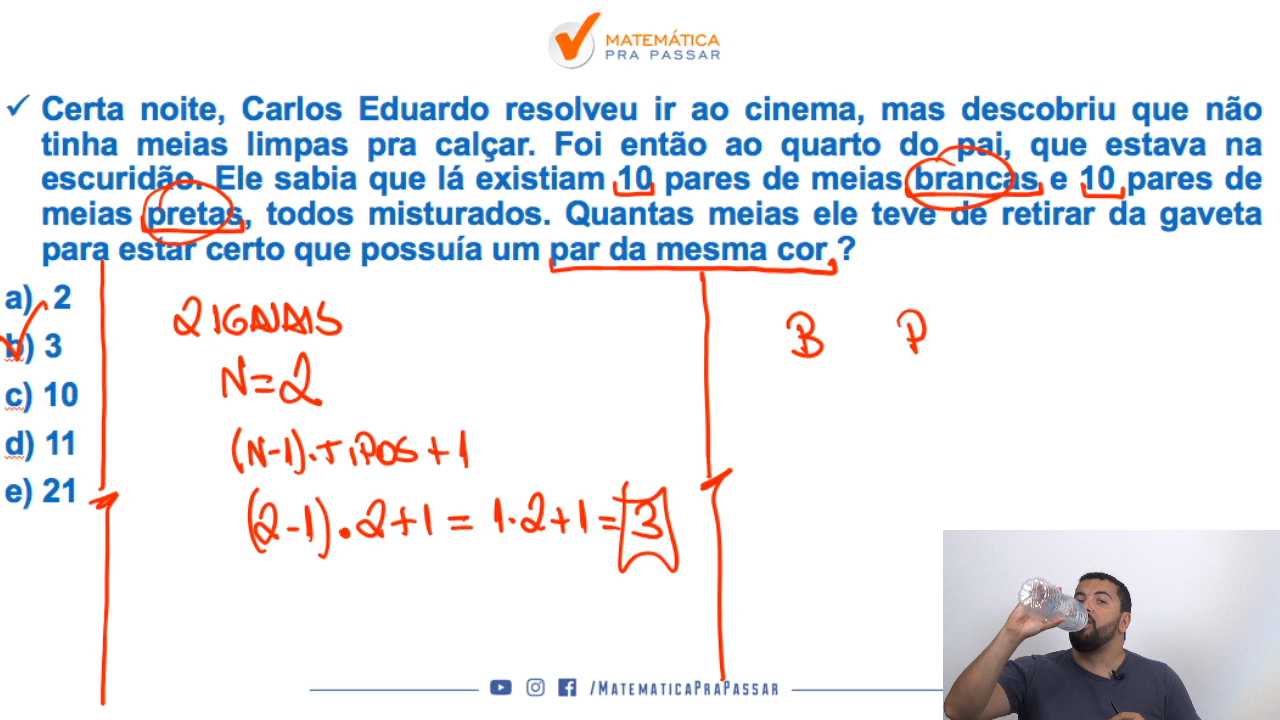 MATEMÁTICA
PRA PASSAR
✓ Certa noite, Carlos Eduardo resolveu ir ao cinema, mas descobriu que não
tinha meias limpas pra calçar. Foi então ao quarto do pai, que estava na
escuridão. Ele sabia que lá existiam 10 pares de meias brancas e 10 pares de
meias pretas, todos misturados. Quantas meias ele teve de retirar da gaveta
para estar certo que possuía um par da mesma cor ?
a) 2
b) 3
c) 10
d) 11
e) 21
2 IGUAIS
N=2
(N-1).TIPOS+1
(2-1).2+1=1.2+1=3
B P
/MATEMATICAPRAPASSAR